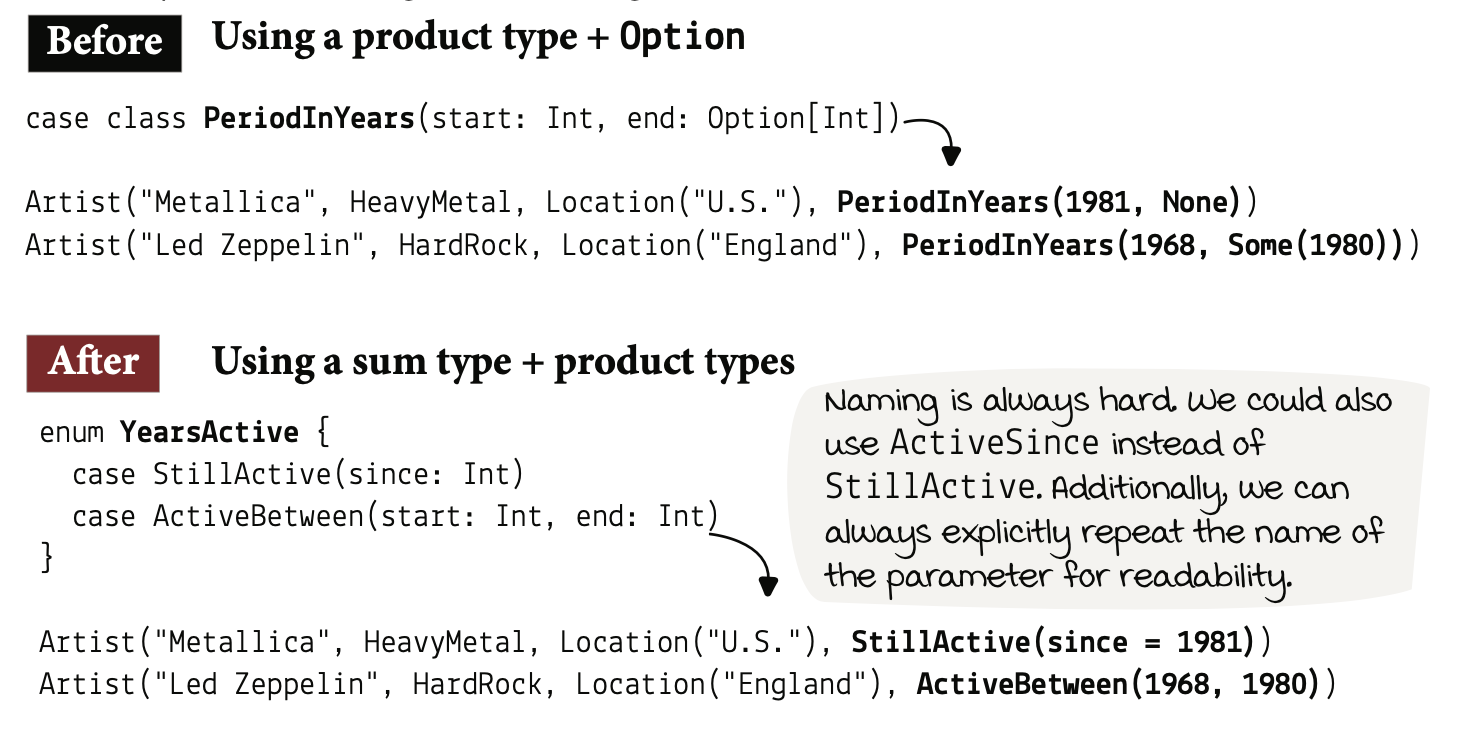 Before Using a product type + Option
case class PeriodInYears(start: Int, end: Option[Int])
Artist("Metallica", HeavyMetal, Location("U.S."), PeriodInYears(1981, None))
Artist("Led Zeppelin", HardRock, Location("England"), PeriodInYears(1968, Some(1980)))
After Using a sum type + product types
enum YearsActive {
  case StillActive(since: Int)
  case ActiveBetween(start: Int, end: Int)
}
Naming is always hard. We could also
use ActiveSince instead of
StillActive. Additionally, we can
always explicitly repeat the name of
the parameter for readability.
Artist("Metallica", HeavyMetal, Location("U.S."), StillActive(since = 1981))
Artist("Led Zeppelin", HardRock, Location("England"), ActiveBetween(1968, 1980))